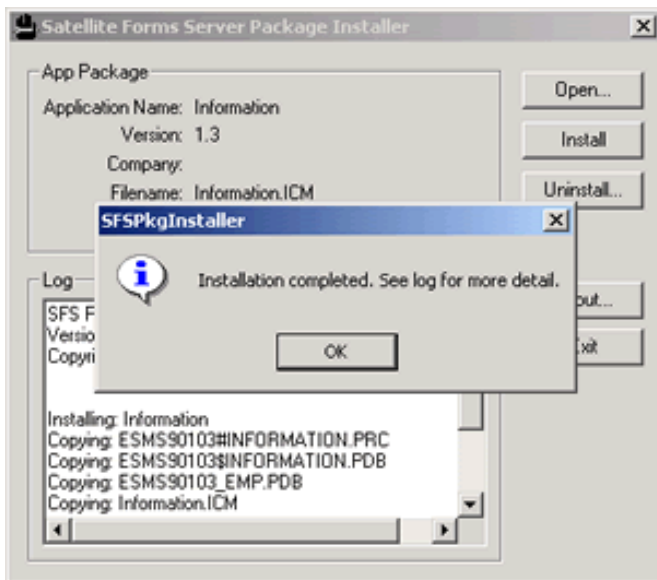 Satellite Forms Server Package Installer
App Package
Application Name: Information
Version: 1.3
Company:
Filename: Information.ICM
Open...
Install
Uninstall...
SFSPkgInstaller
Installation completed. See log for more detail.
OK
Log
SFS
Copying: ESMS90103#INFORMATION.PRC
Installing: Information
Copying: ESMS90103$INFORMATION.PDB
Copying: ESMS90103_EMP.PDB
Copying: Information.ICM